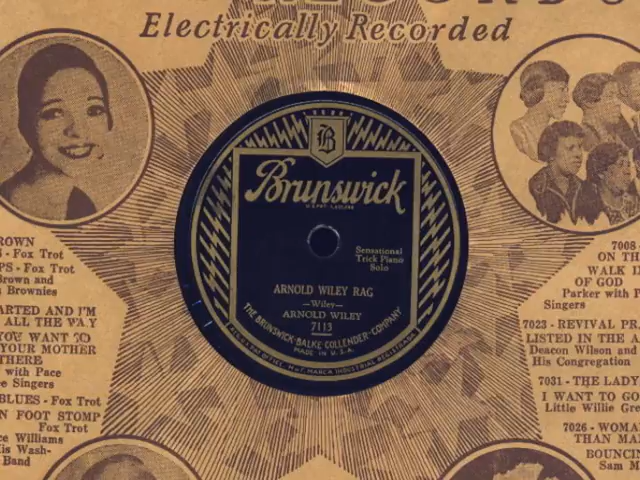 Electrically Recorded
B
Brunswick
Sensational
Trick Piano
Solo
ARNOLD WILEY RAG
—Wiley—
ARNOLD WILEY
7113
THE BRUNSWICK-BALKE-COLLENDER-COMPANY
MADE IN U.S.A.
ROWN
- Fox Trot
PS - Fox Trot
Brown and
Brownies
ARTED AND I'M
ALL THE WAY
YOU WANT TO
YOUR MOTHER
THERE
with Pace
e Singers
BLUES - Fox Trot
N FOOT STOMP
Fox Trot
ce Williams
is Wash-
Band
7008
ON TH
WALK I
OF GOD
Parker with P
Singers
7023 - REVIVAL PR
LISTED IN THE A
Deacon Wilson and
His Congregation
7031 - THE LADY
I WANT TO GO
Little Willie Gre
7026 - WOMA
THAN MA
BOUNCIN
Sam M